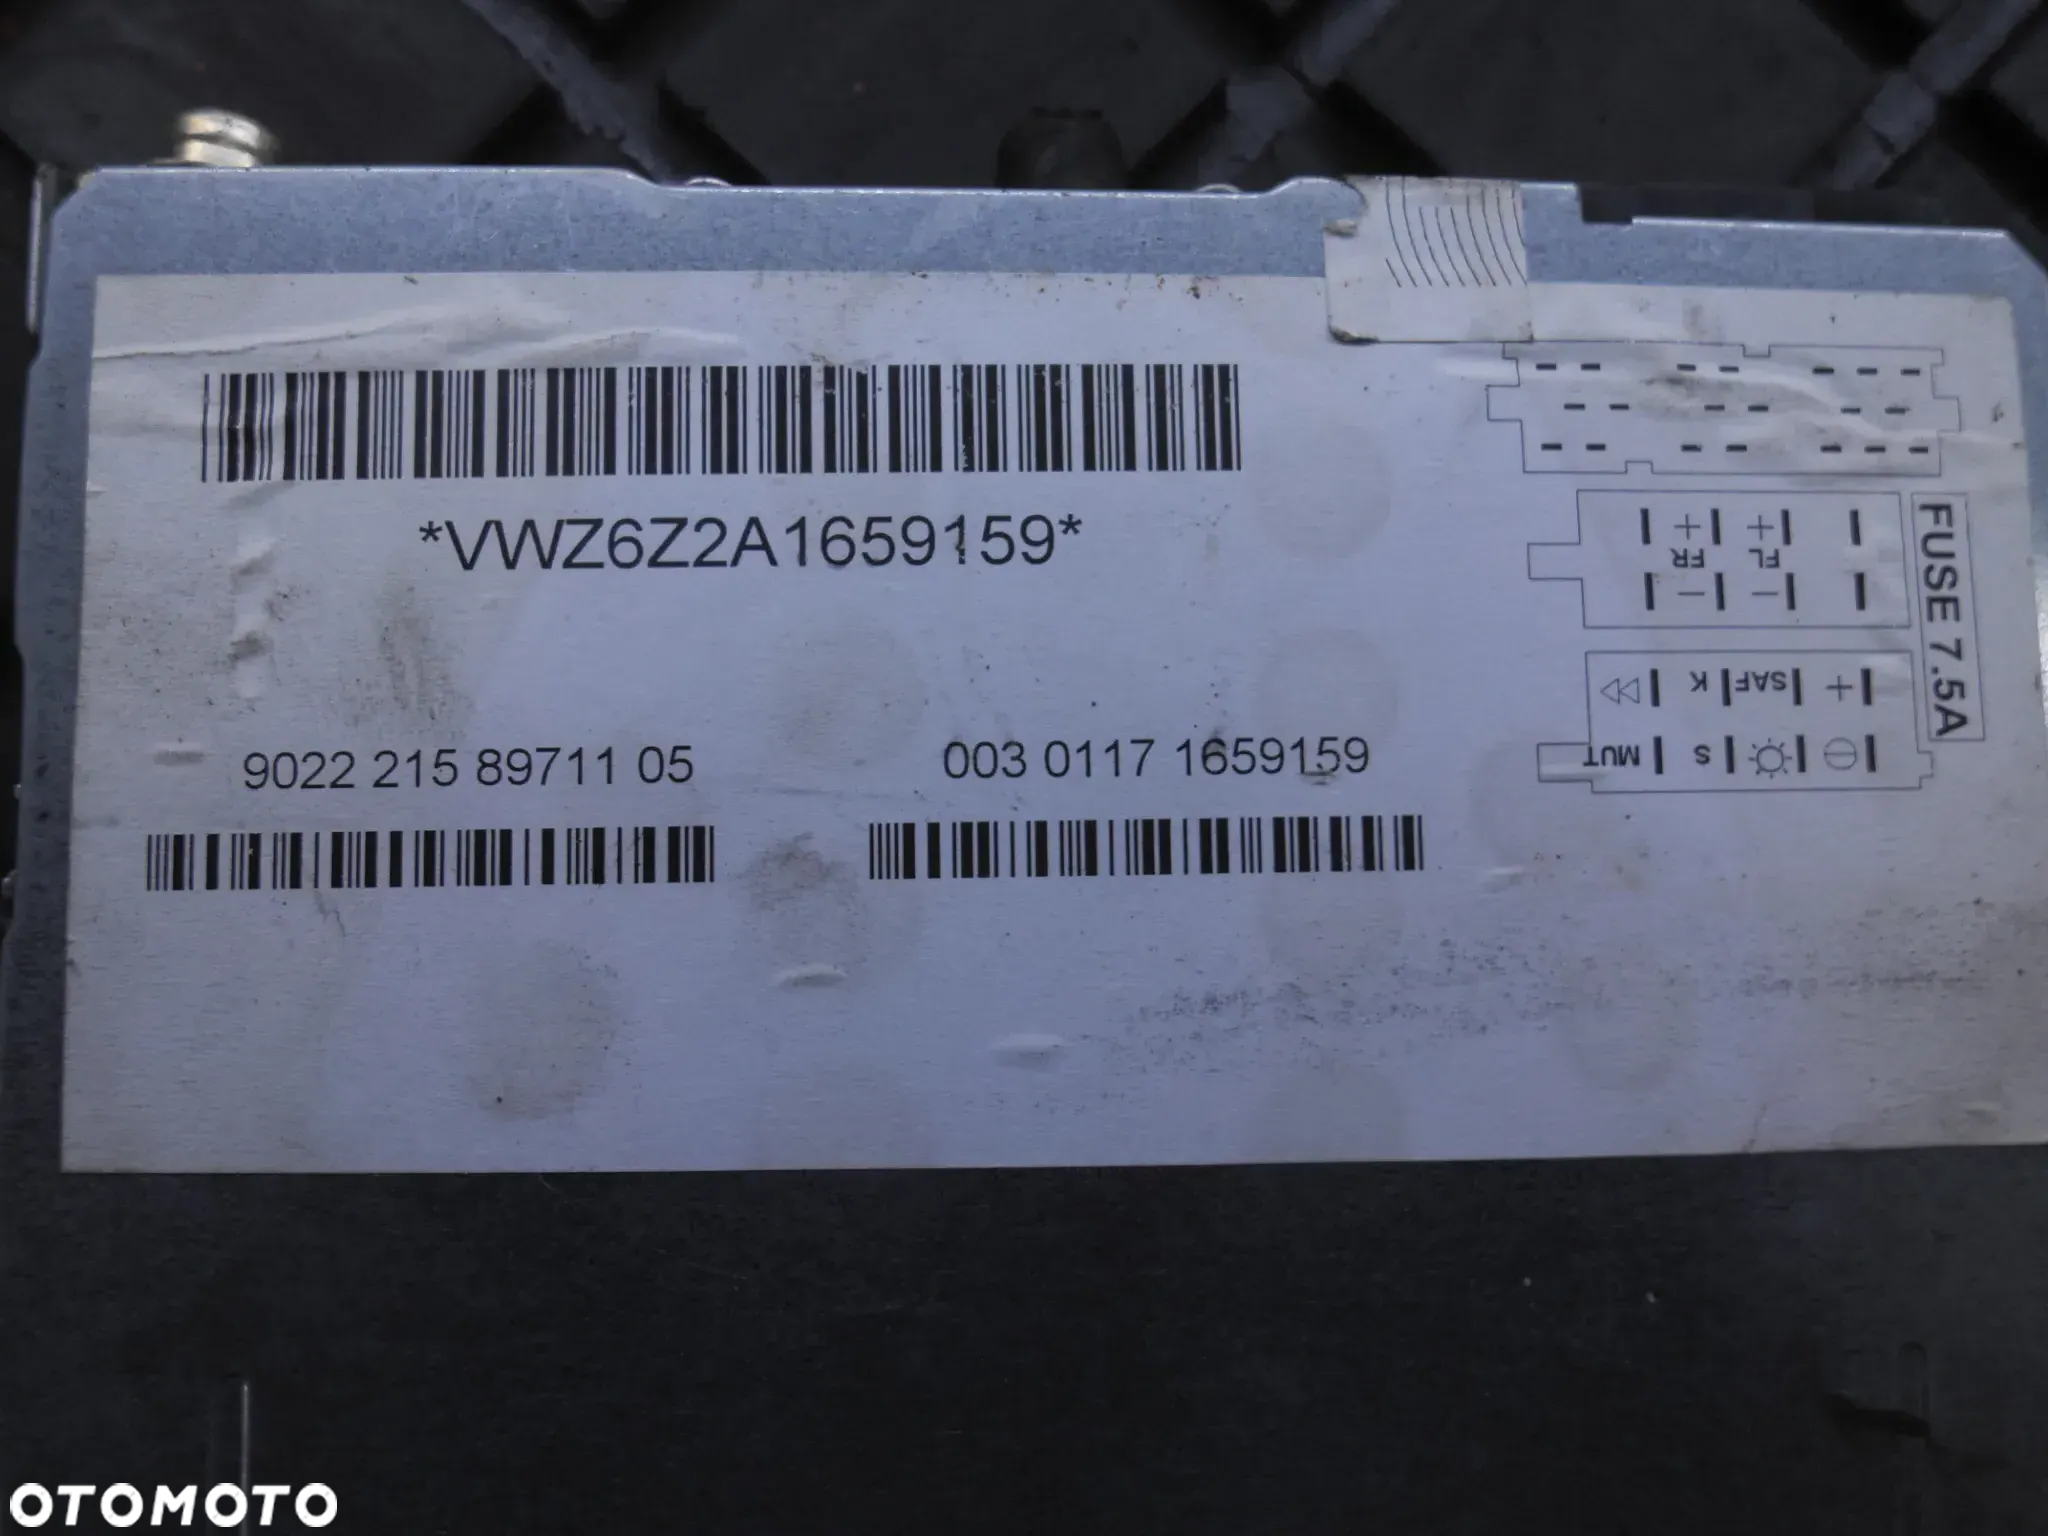 *VWZ6Z2A1659159*
9022 215 89711 05
003 0117 1659159
FUSE 7.5A
+ +
FR FL
− −
K SAF +
MUT S
OTOMOTO